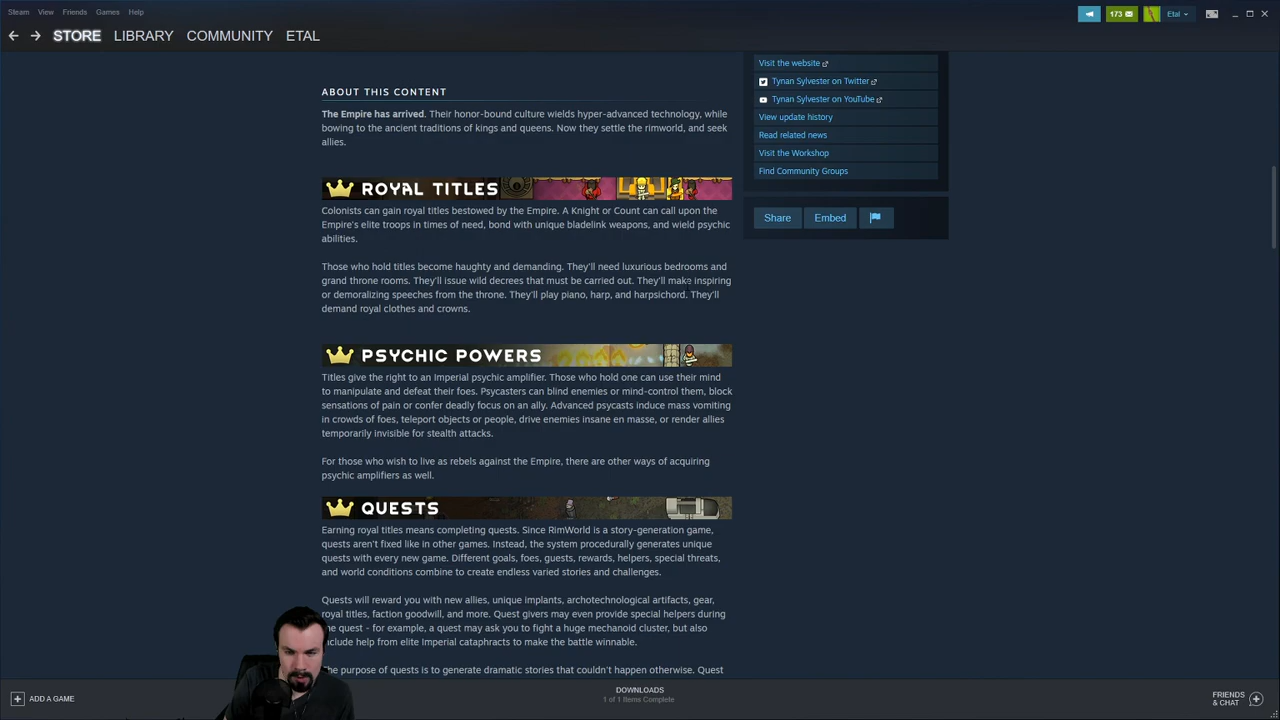 Steam View Friends Games Help
173
Etal
STORE LIBRARY COMMUNITY ETAL
ABOUT THIS CONTENT
The Empire has arrived. Their honor-bound culture wields hyper-advanced technology, while
bowing to the ancient traditions of kings and queens. Now they settle the rimworld, and seek
allies.
ROYAL TITLES
Colonists can gain royal titles bestowed by the Empire. A Knight or Count can call upon the
Empire's elite troops in times of need, bond with unique bladelink weapons, and wield psychic
abilities.
Those who hold titles become haughty and demanding. They'll need luxurious bedrooms and
grand throne rooms. They'll issue wild decrees that must be carried out. They'll make inspiring
or demoralizing speeches from the throne. They'll play piano, harp, and harpsichord. They'll
demand royal clothes and crowns.
PSYCHIC POWERS
Titles give the right to an Imperial psychic amplifier. Those who hold one can use their mind
to manipulate and defeat their foes. Psycasters can blind enemies or mind-control them, block
sensations of pain or confer deadly focus on an ally. Advanced psycasts induce mass vomiting
in crowds of foes, teleport objects or people, drive enemies insane en masse, or render allies
temporarily invisible for stealth attacks.
For those who wish to live as rebels against the Empire, there are other ways of acquiring
psychic amplifiers as well.
QUESTS
Earning royal titles means completing quests. Since RimWorld is a story-generation game,
quests aren't fixed like in other games. Instead, the system procedurally generates unique
quests with every new game. Different goals, foes, guests, rewards, helpers, special threats,
and world conditions combine to create endless varied stories and challenges.
Quests will reward you with new allies, unique implants, archotechnological artifacts, gear,
royal titles, faction goodwill, and more. Quest givers may even provide special helpers during
the quest - for example, a quest may ask you to fight a huge mechanoid cluster, but also
include help from elite Imperial cataphracts to make the battle winnable.
The purpose of quests is to generate dramatic stories that couldn't happen otherwise. Quest
Visit the website
Tynan Sylvester on Twitter
Tynan Sylvester on YouTube
View update history
Read related news
Visit the Workshop
Find Community Groups
Share Embed
ADD A GAME
DOWNLOADS
1 of 1 Items Complete
FRIENDS
& CHAT